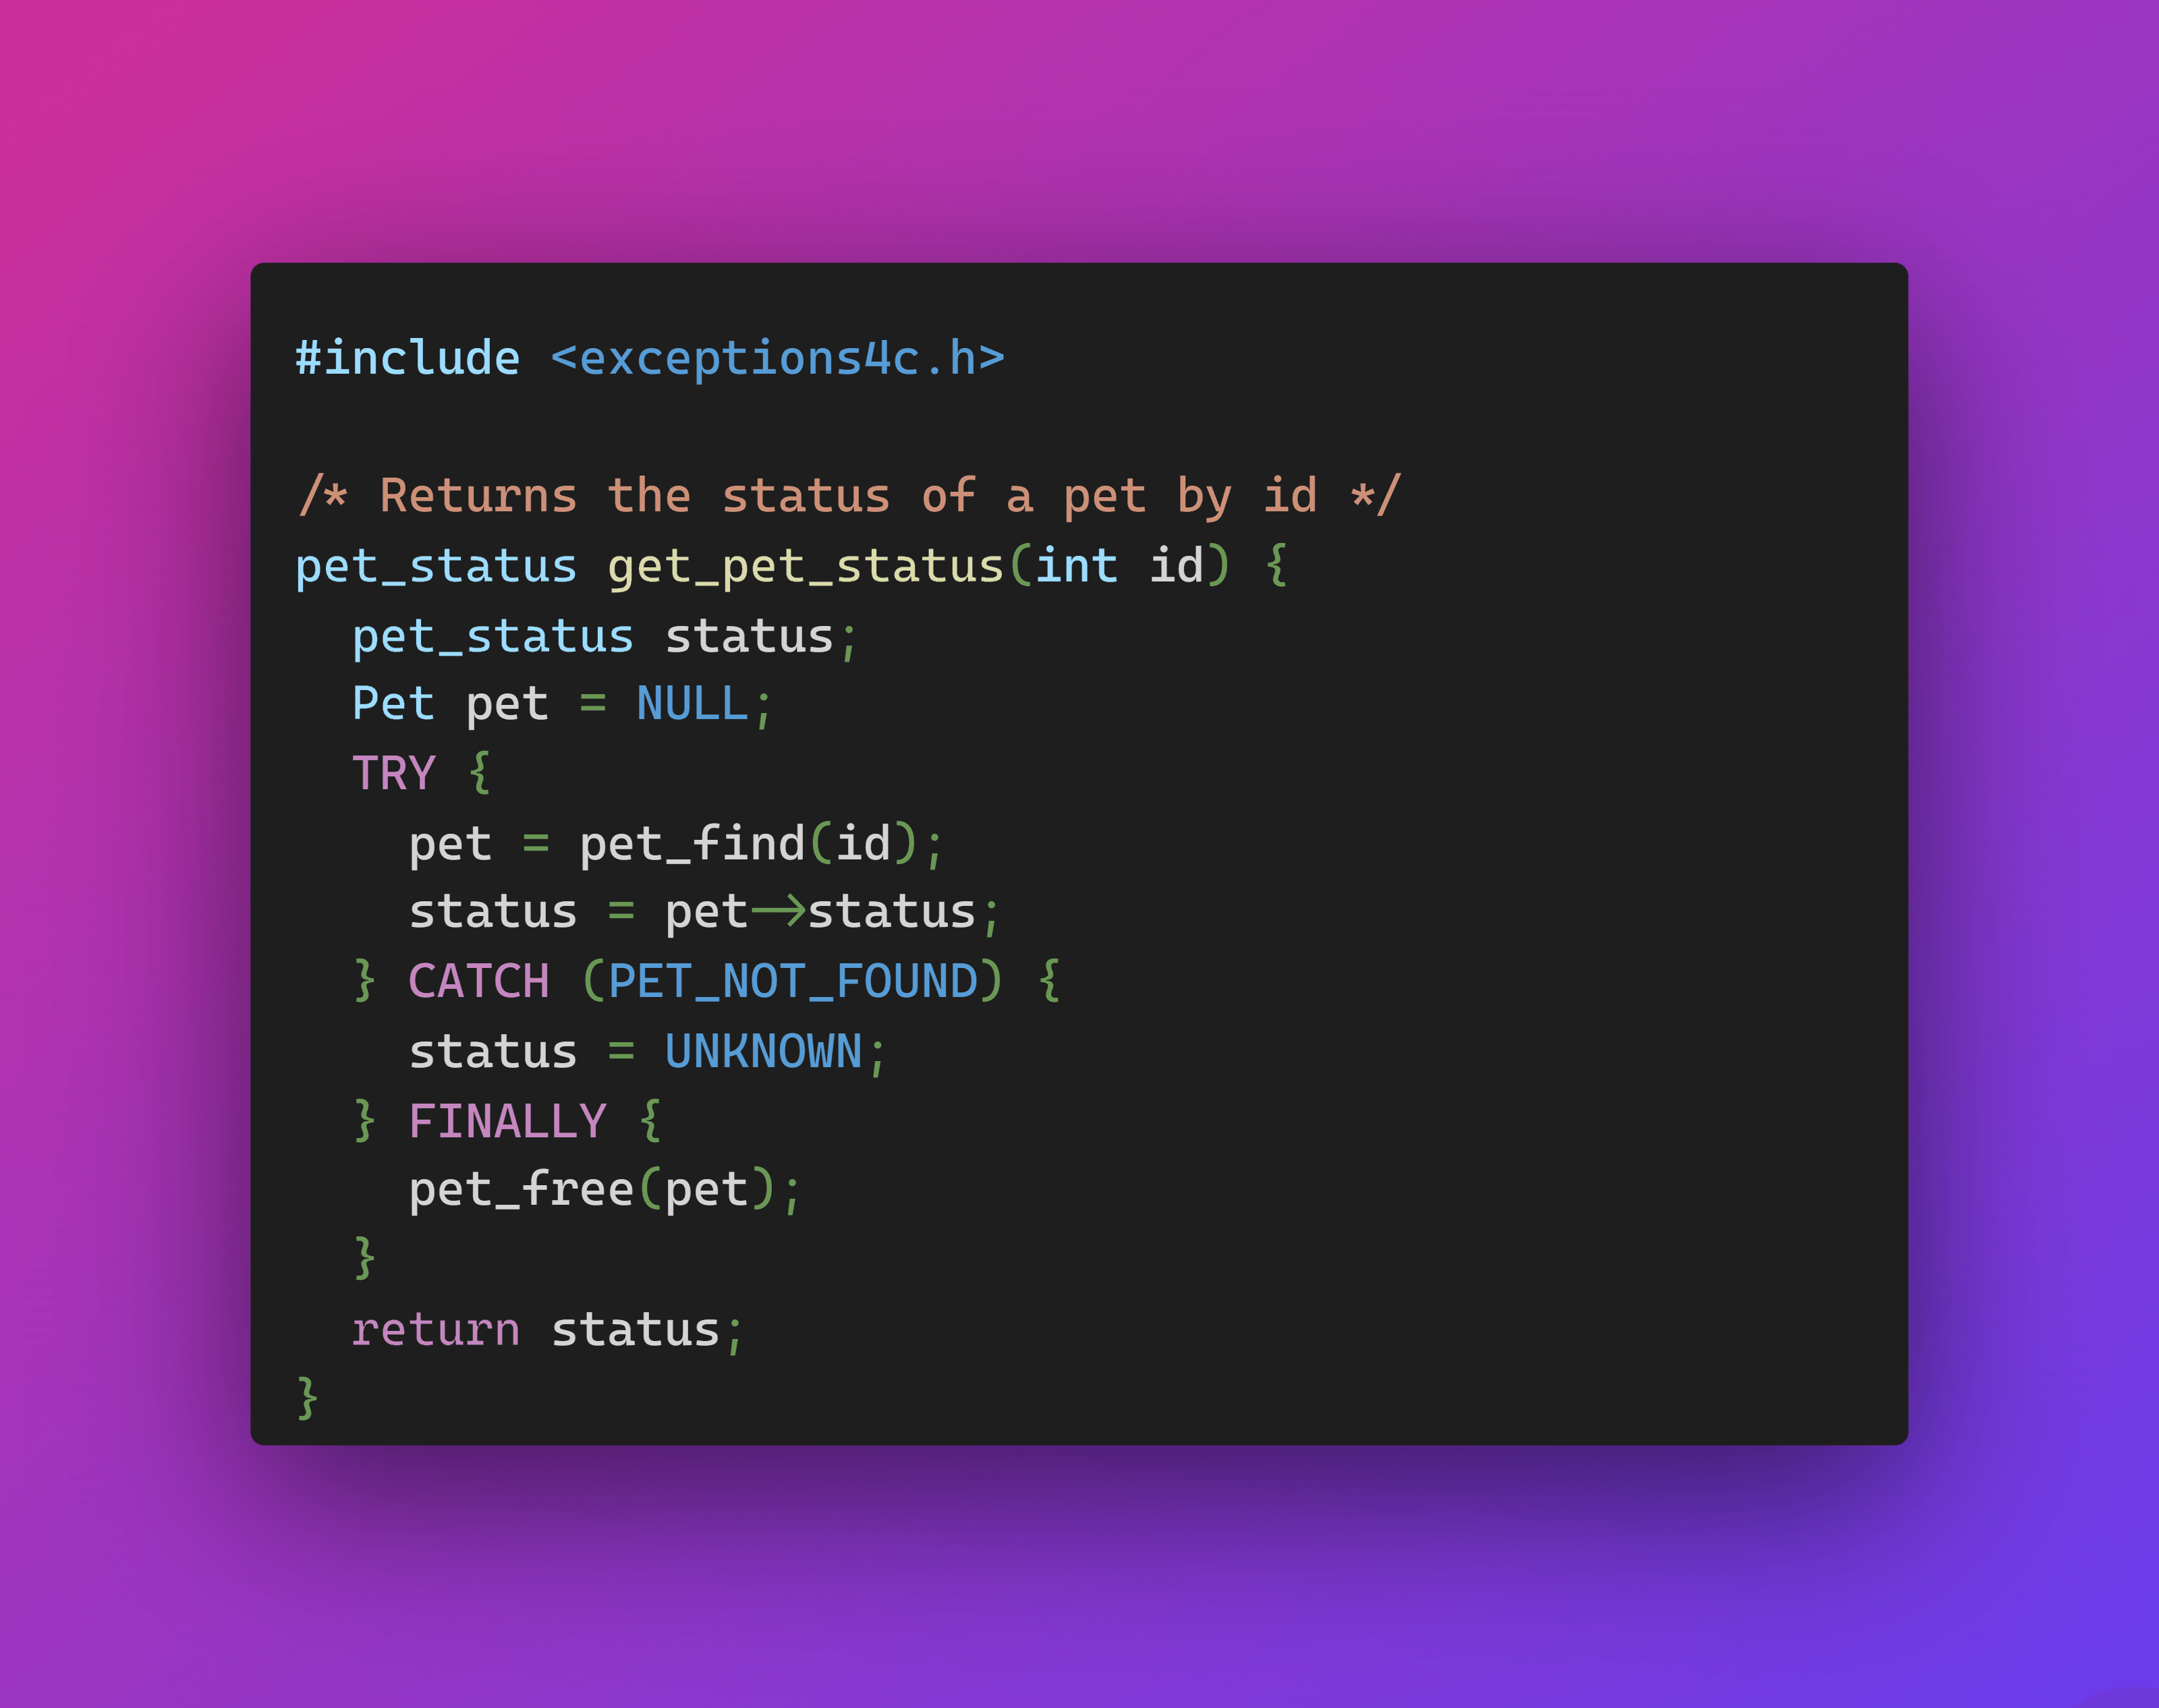 #include <exceptions4c.h>
/* Returns the status of a pet by id */
pet_status get_pet_status(int id) {
  pet_status status;
  Pet pet = NULL;
  TRY {
    pet = pet_find(id);
    status = pet->status;
  } CATCH (PET_NOT_FOUND) {
    status = UNKNOWN;
  } FINALLY {
    pet_free(pet);
  }
  return status;
}